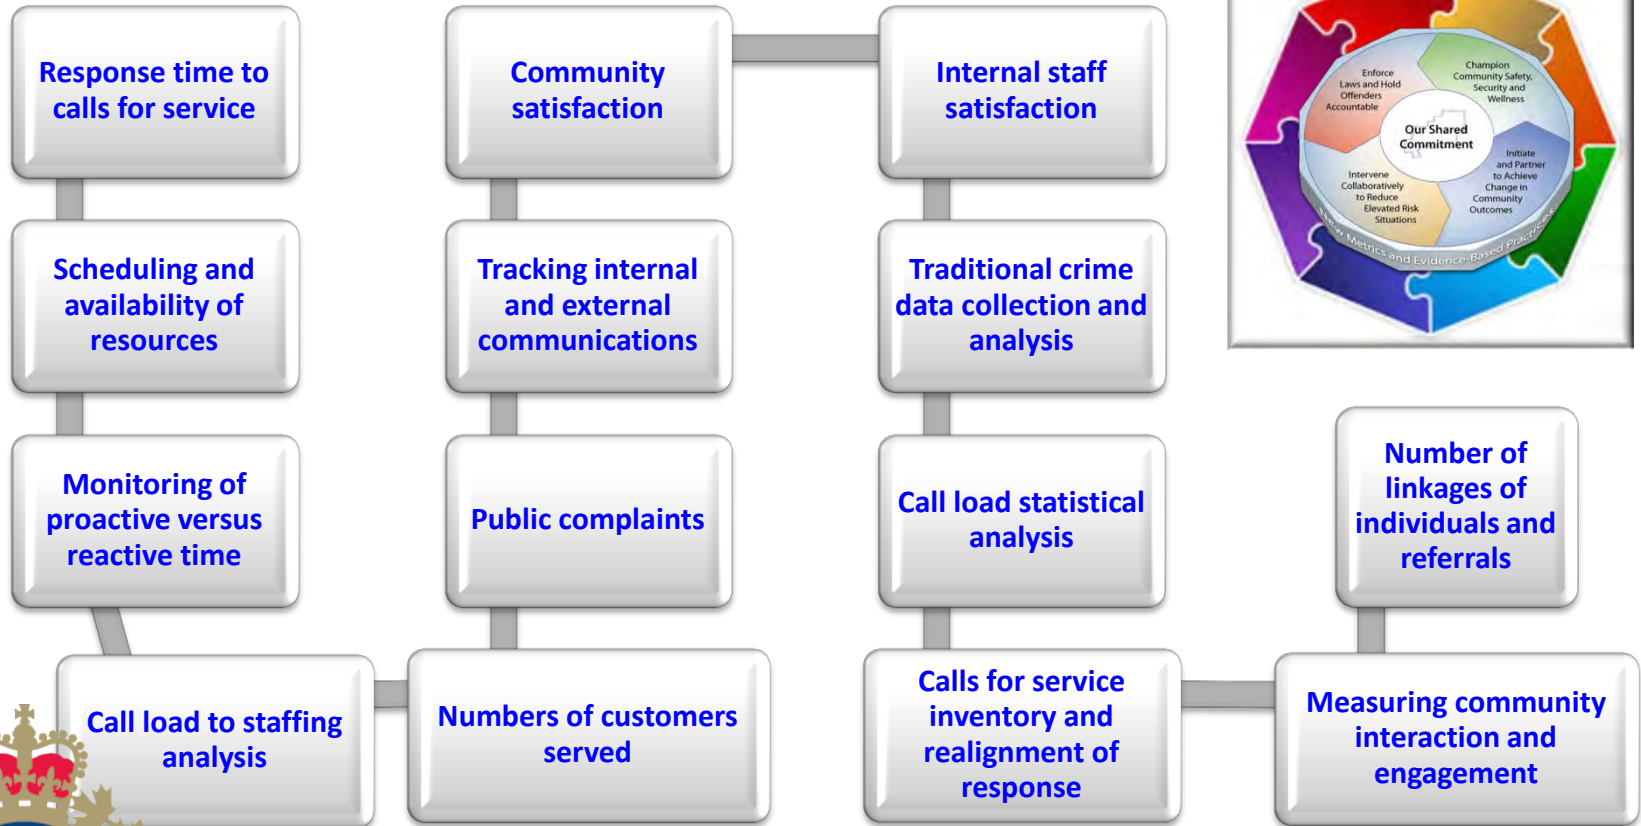 Response time to
calls for service
Scheduling and
availability of
resources
Monitoring of
proactive versus
reactive time
Call load to staffing
analysis
Numbers of customers
served
Public complaints
Tracking internal
and external
communications
Community
satisfaction
Internal staff
satisfaction
Traditional crime
data collection and
analysis
Call load statistical
analysis
Calls for service
inventory and
realignment of
response
Measuring community
interaction and
engagement
Number of
linkages of
individuals and
referrals
Enforce
Laws and Hold
Offenders
Accountable
Champion
Community Safety,
Security and
Wellness
Our Shared
Commitment
Intervene
Collaboratively
to Reduce
Elevated Risk
Situations
Initiate
and Partner
to Achieve
Change in
Community
Outcomes
New Metrics and Evidence-Based Practices